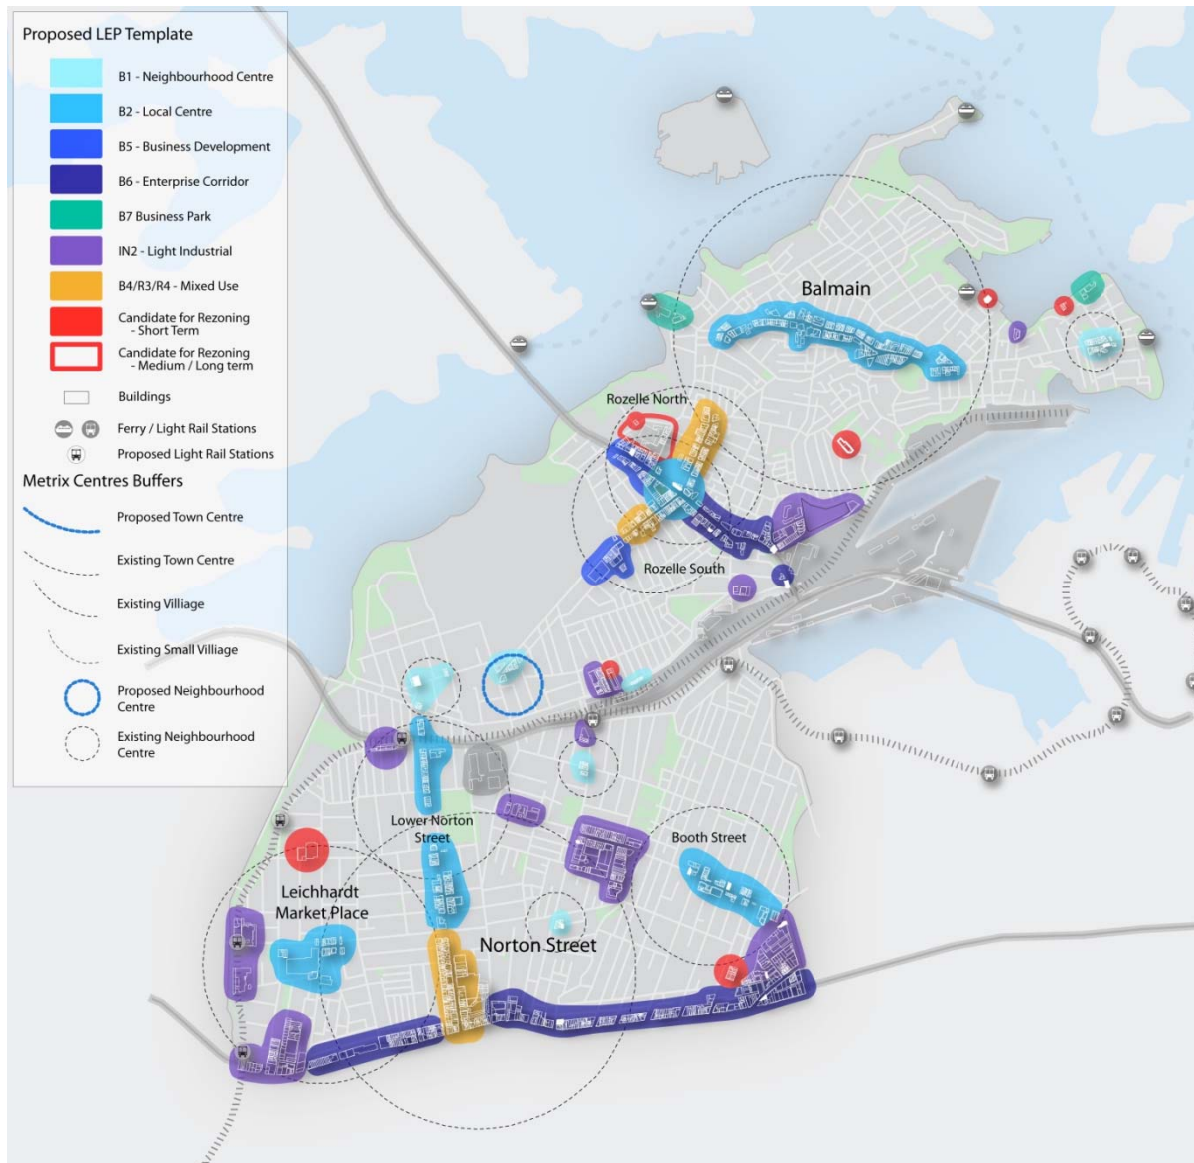 Proposed LEP Template
B1 - Neighbourhood Centre
B2 - Local Centre
B5 - Business Development
B6 - Enterprise Corridor
B7 Business Park
IN2 - Light Industrial
B4/R3/R4 - Mixed Use
Candidate for Rezoning
- Short Term
Candidate for Rezoning
- Medium / Long term
Buildings
Ferry / Light Rail Stations
Proposed Light Rail Stations
Metrix Centres Buffers
Proposed Town Centre
Existing Town Centre
Existing Villiage
Existing Small Villiage
Proposed Neighbourhood
Centre
Existing Neighbourhood
Centre
Balmain
Rozelle North
Rozelle South
Lower Norton
Street
Booth Street
Leichhardt
Market Place
Norton Street